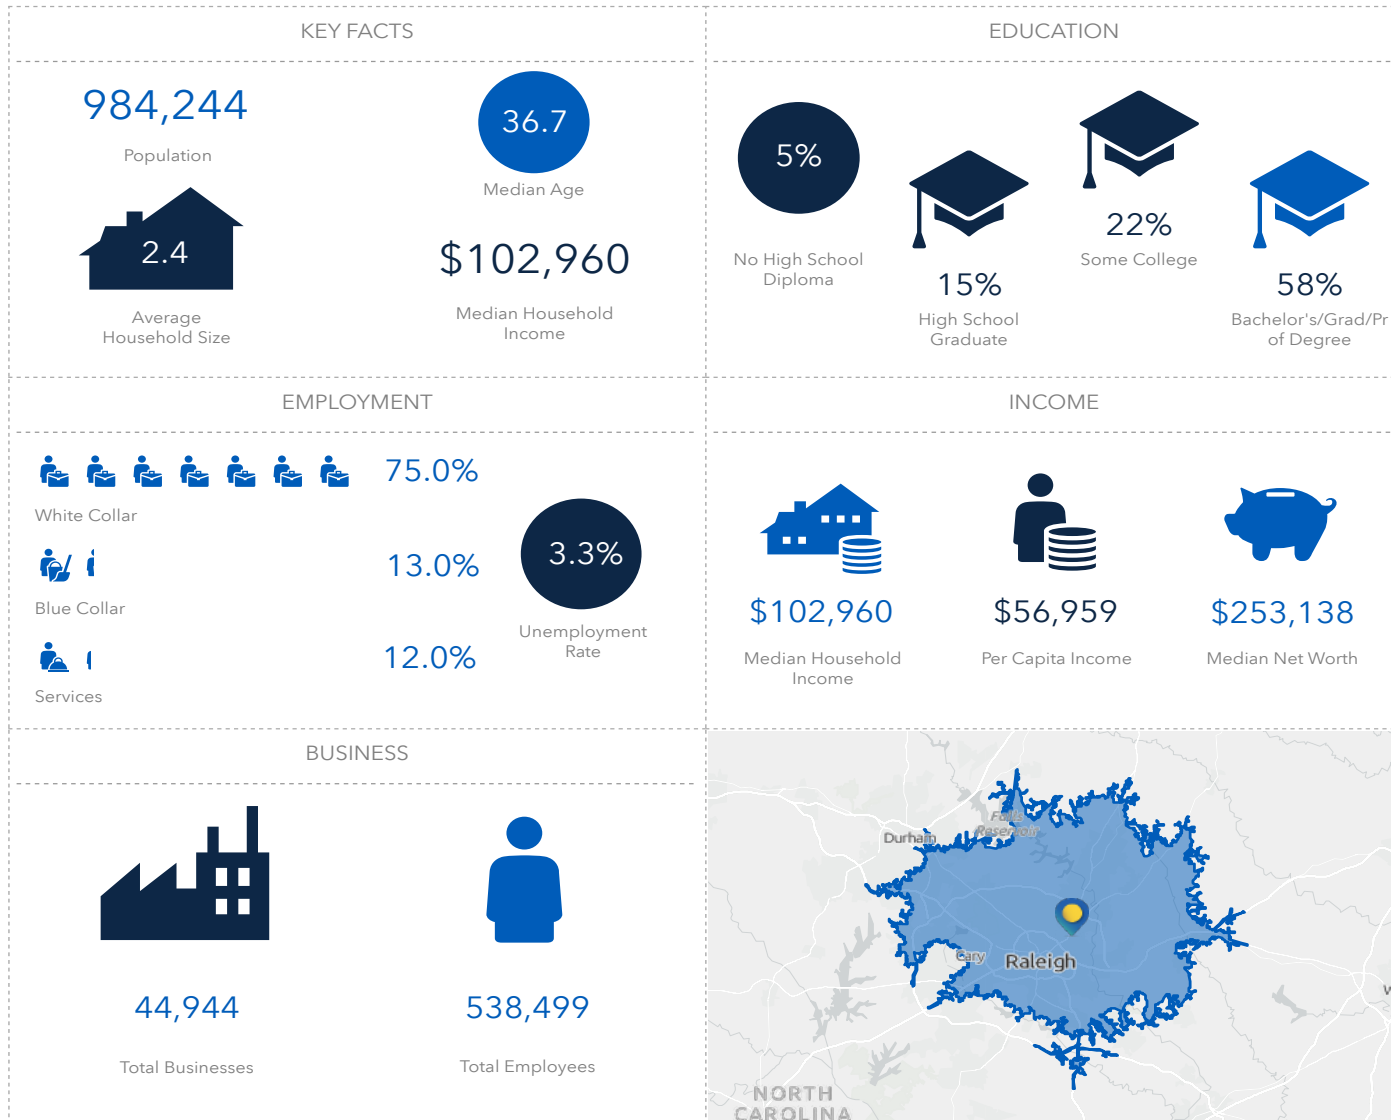 KEY FACTS
984,244
Population
36.7
Median Age
2.4
Average
Household Size
$102,960
Median Household
Income
EDUCATION
5%
No High School
Diploma
15%
High School
Graduate
22%
Some College
58%
Bachelor's/Grad/Pr
of Degree
EMPLOYMENT
75.0%
White Collar
13.0%
Blue Collar
12.0%
Services
3.3%
Unemployment
Rate
INCOME
$102,960
Median Household
Income
$56,959
Per Capita Income
$253,138
Median Net Worth
BUSINESS
44,944
Total Businesses
538,499
Total Employees
Falls
Reservoir
Durham
Cary
Raleigh
NORTH
CAROLINA